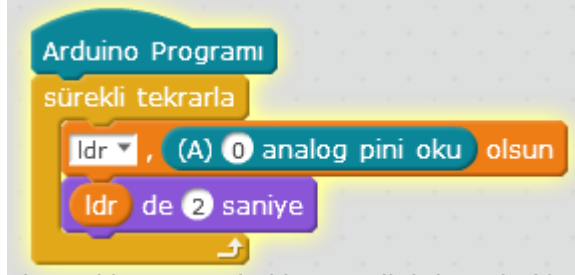 Arduino Programı
sürekli tekrarla
ldr , (A) 0 analog pini oku olsun
ldr de 2 saniye